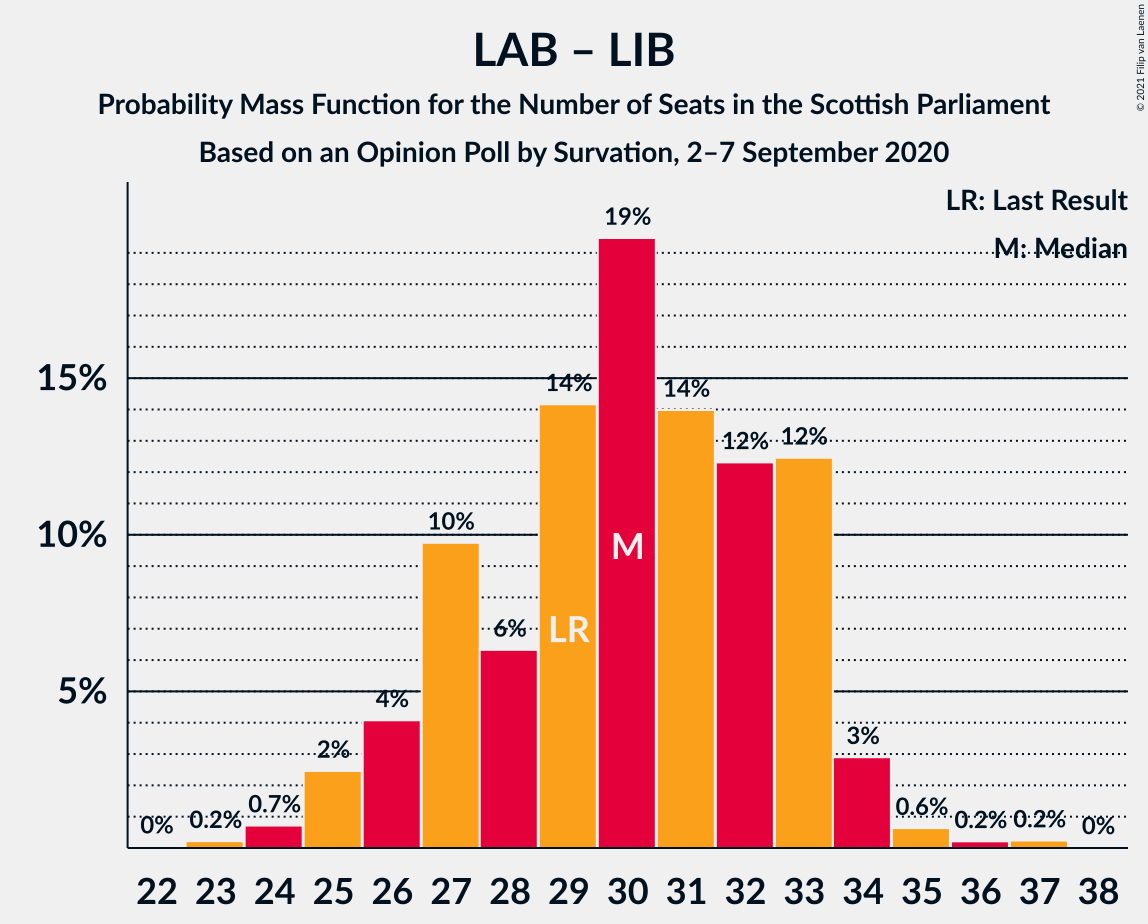 LAB – LIB
Probability Mass Function for the Number of Seats in the Scottish Parliament
Based on an Opinion Poll by Survation, 2–7 September 2020
© 2021 Filip van Laenen
LR: Last Result
M: Median
15%
10%
5%
0%
0.2%
0.7%
2%
4%
10%
6%
14%
19%
14%
12%
12%
3%
0.6%
0.2%
0.2%
0%
LR
M
22 23 24 25 26 27 28 29 30 31 32 33 34 35 36 37 38